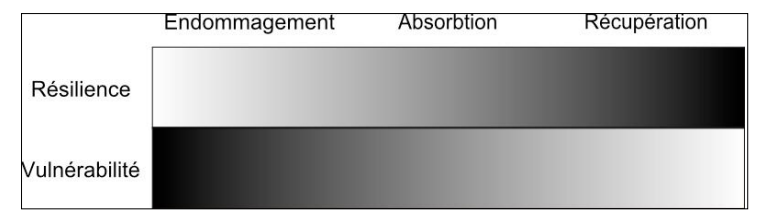 Endommagement Absorbtion Récupération
Résilience
Vulnérabilité